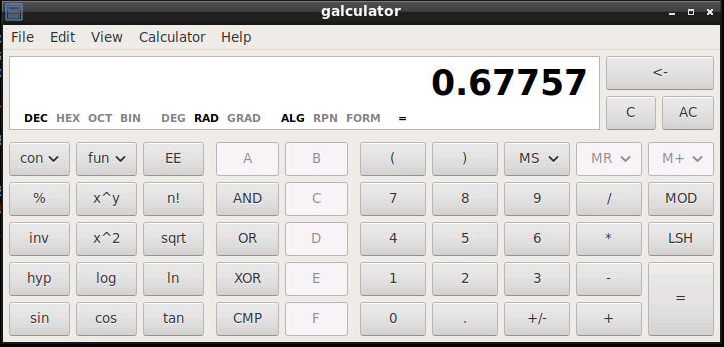 galculator
File Edit View Calculator Help
0.67757
<-
DEC HEX OCT BIN DEG RAD GRAD ALG RPN FORM =
C AC
con fun EE A B ( ) MS MR M+
% x^y n! AND C 7 8 9 / MOD
inv x^2 sqrt OR D 4 5 6 * LSH
hyp log ln XOR E 1 2 3 - =
sin cos tan CMP F 0 . +/- +